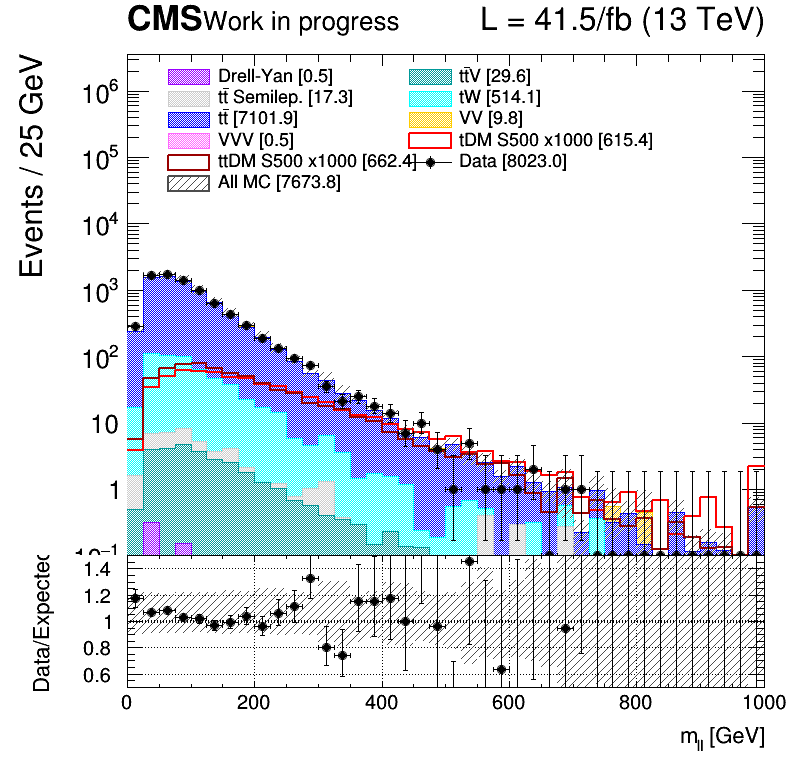 CMS Work in progress L = 41.5/fb (13 TeV)
Events / 25 GeV
Drell-Yan [0.5] tt̄V [29.6]
tt̄ Semilep. [17.3] tW [514.1]
tt̄ [7101.9] VV [9.8]
VVV [0.5] tDM S500 x1000 [615.4]
ttDM S500 x1000 [662.4] Data [8023.0]
All MC [7673.8]
10⁶
10⁵
10⁴
10³
10²
10
1
10⁻¹
Data/Expected
1.4
1.2
1
0.8
0.6
0 200 400 600 800 1000
m_ll [GeV]